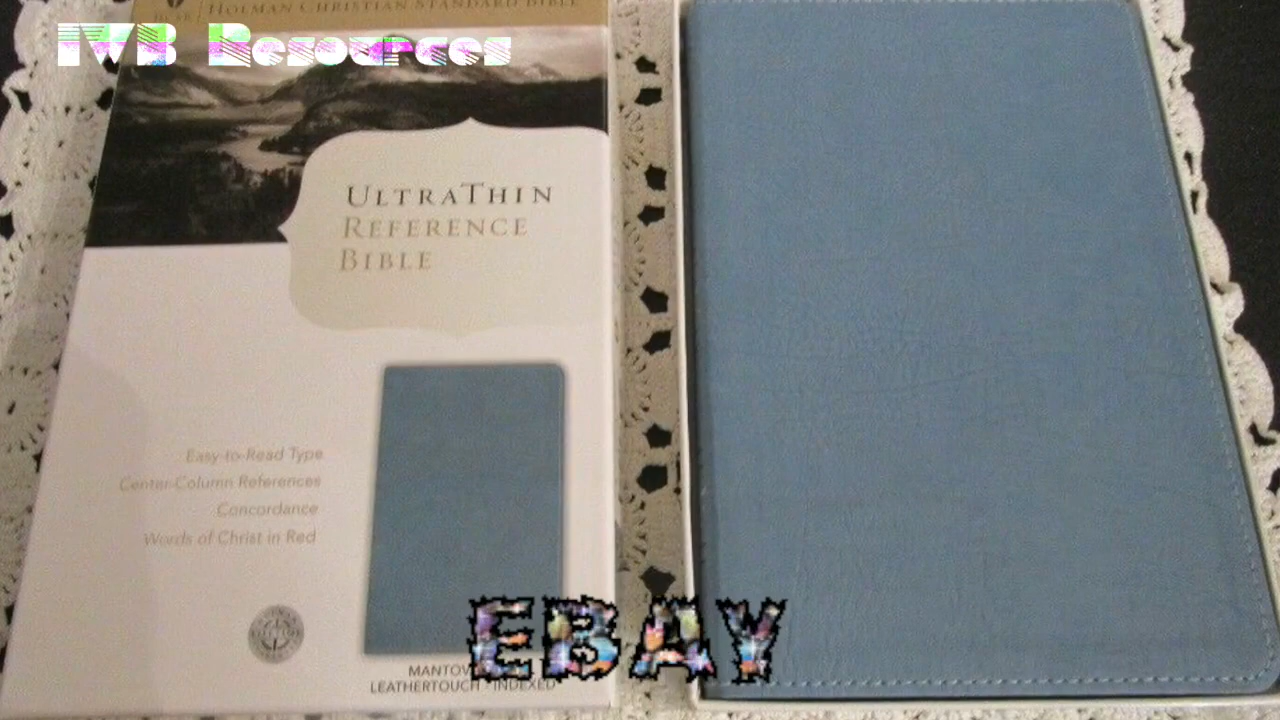 HOLMAN CHRISTIAN STANDARD BIBLE
IVB Resources
ULTRATHIN
REFERENCE
BIBLE
Easy-to-Read Type
Center-Column References
Concordance
Words of Christ in Red
EBAY
LEATHERTOUCH · INDEXED